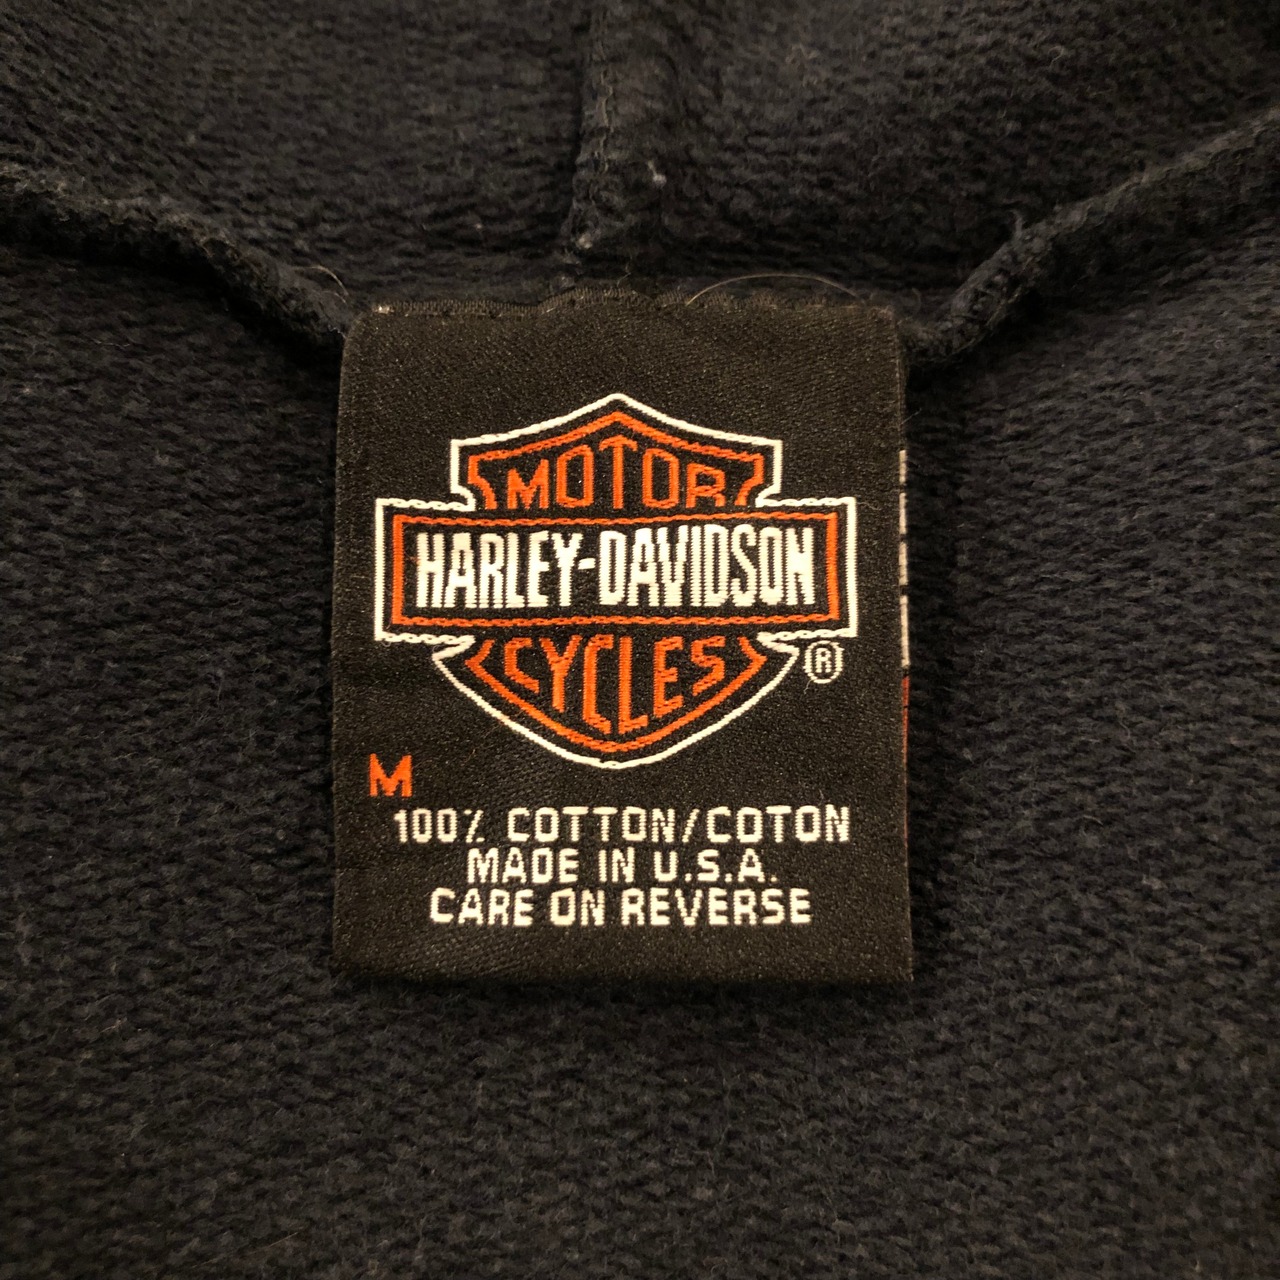 MOTOR
HARLEY-DAVIDSON
CYCLES
®
M
100% COTTON/COTON
MADE IN U.S.A.
CARE ON REVERSE